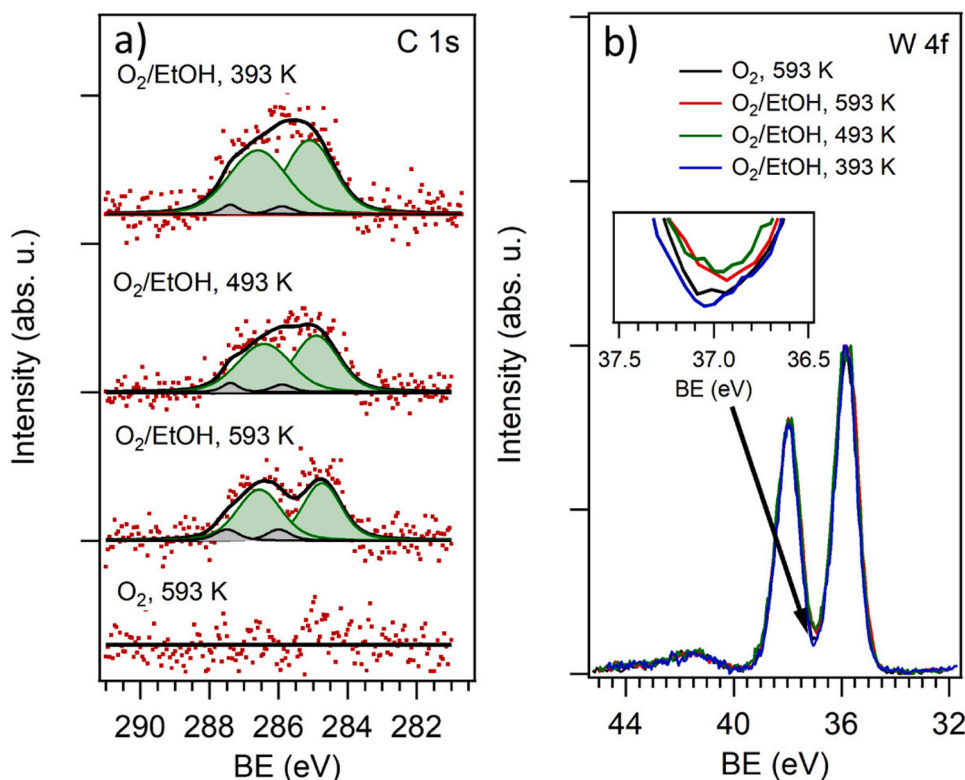 a)
C 1s
O₂/EtOH, 393 K
O₂/EtOH, 493 K
O₂/EtOH, 593 K
O₂, 593 K
Intensity (abs. u.)
290 288 286 284 282
BE (eV)
b)
W 4f
O₂, 593 K
O₂/EtOH, 593 K
O₂/EtOH, 493 K
O₂/EtOH, 393 K
37.5 37.0 36.5
BE (eV)
Intensity (abs. u.)
44 40 36 32
BE (eV)